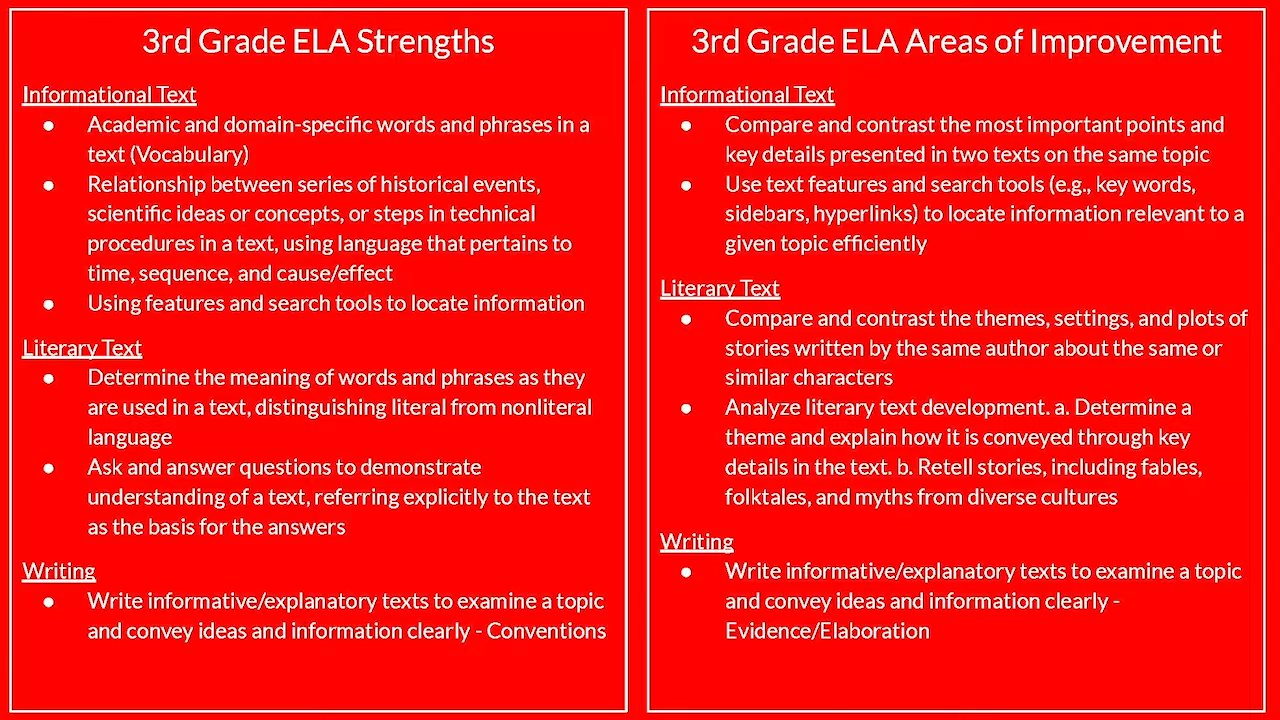 3rd Grade ELA Strengths
Informational Text
● Academic and domain-specific words and phrases in a
text (Vocabulary)
● Relationship between series of historical events,
scientific ideas or concepts, or steps in technical
procedures in a text, using language that pertains to
time, sequence, and cause/effect
● Using features and search tools to locate information
Literary Text
● Determine the meaning of words and phrases as they
are used in a text, distinguishing literal from nonliteral
language
● Ask and answer questions to demonstrate
understanding of a text, referring explicitly to the text
as the basis for the answers
Writing
● Write informative/explanatory texts to examine a topic
and convey ideas and information clearly - Conventions
3rd Grade ELA Areas of Improvement
Informational Text
● Compare and contrast the most important points and
key details presented in two texts on the same topic
● Use text features and search tools (e.g., key words,
sidebars, hyperlinks) to locate information relevant to a
given topic efficiently
Literary Text
● Compare and contrast the themes, settings, and plots of
stories written by the same author about the same or
similar characters
● Analyze literary text development. a. Determine a
theme and explain how it is conveyed through key
details in the text. b. Retell stories, including fables,
folktales, and myths from diverse cultures
Writing
● Write informative/explanatory texts to examine a topic
and convey ideas and information clearly -
Evidence/Elaboration